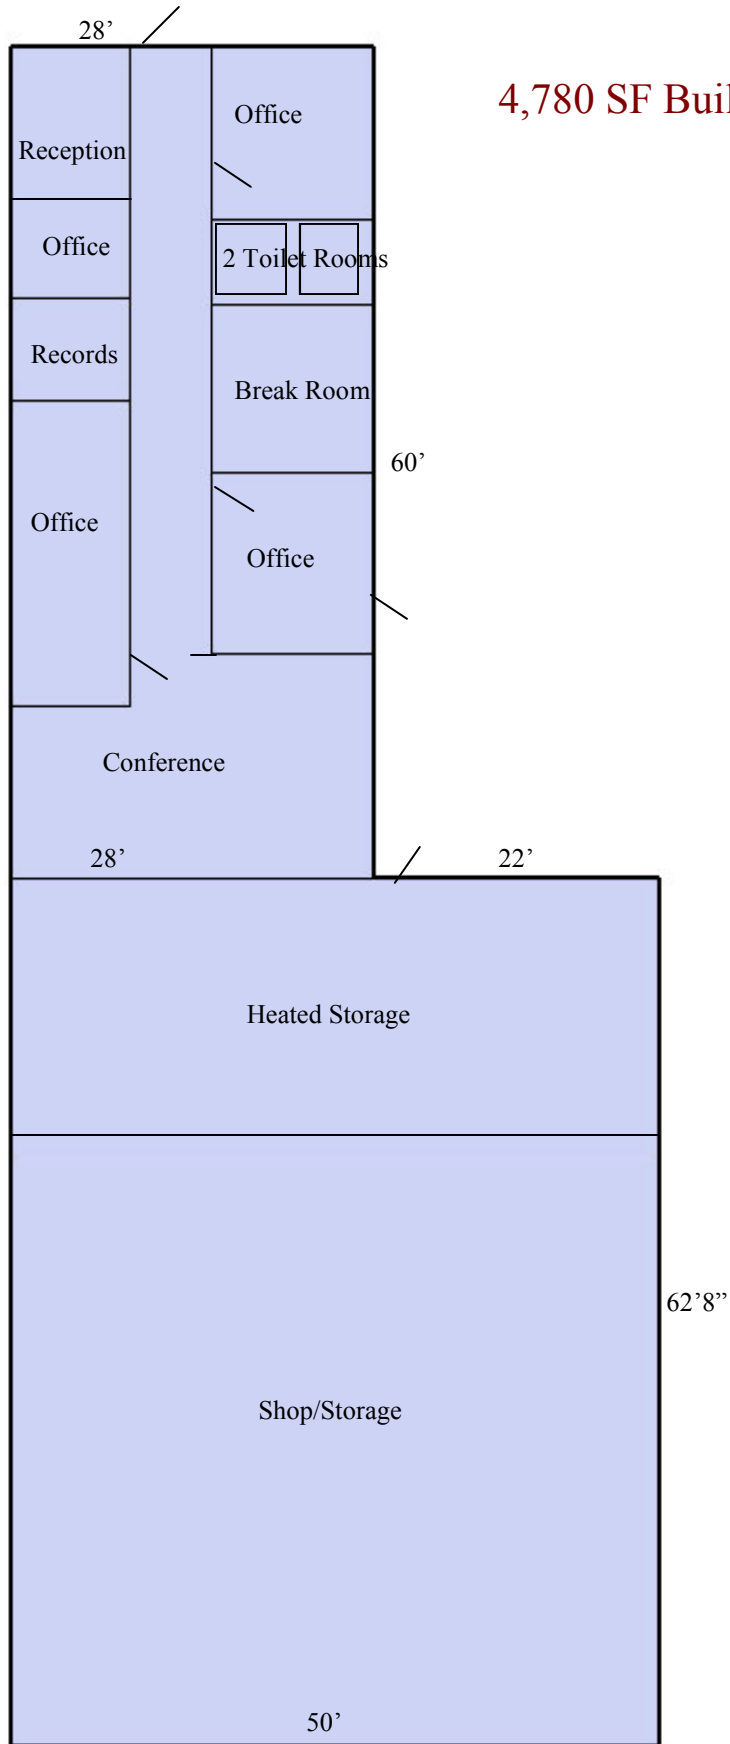 28’
4,780 SF
Office
Reception
Office
2 Toilet Rooms
Records
Break Room
60’
Office
Office
Conference
28’
22’
Heated Storage
62’8”
Shop/Storage
50’